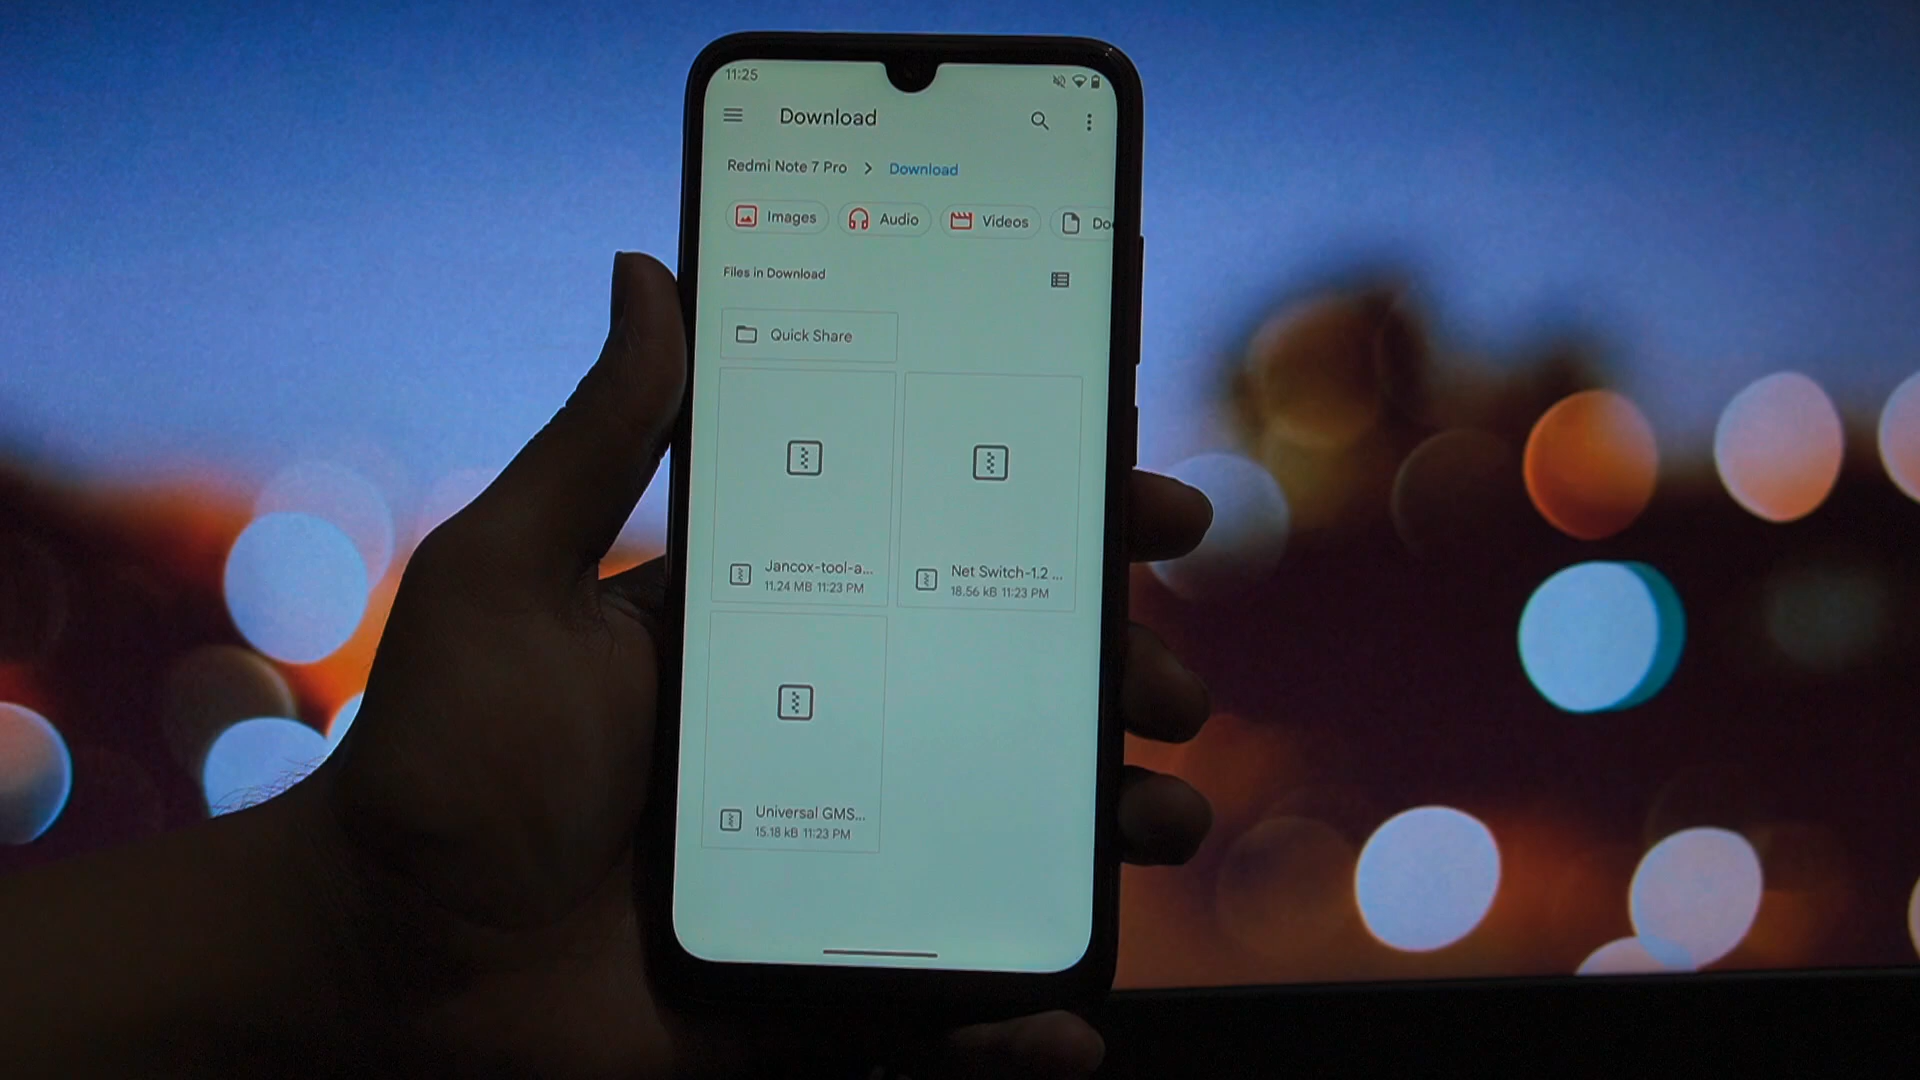 11:25
Download
Redmi Note 7 Pro > Download
Images Audio Videos Doc
Files in Download
Quick Share
Jancox-tool-a...
11.24 MB 11:23 PM
Net Switch-1.2 ...
18.56 kB 11:23 PM
Universal GMS...
15.18 kB 11:23 PM